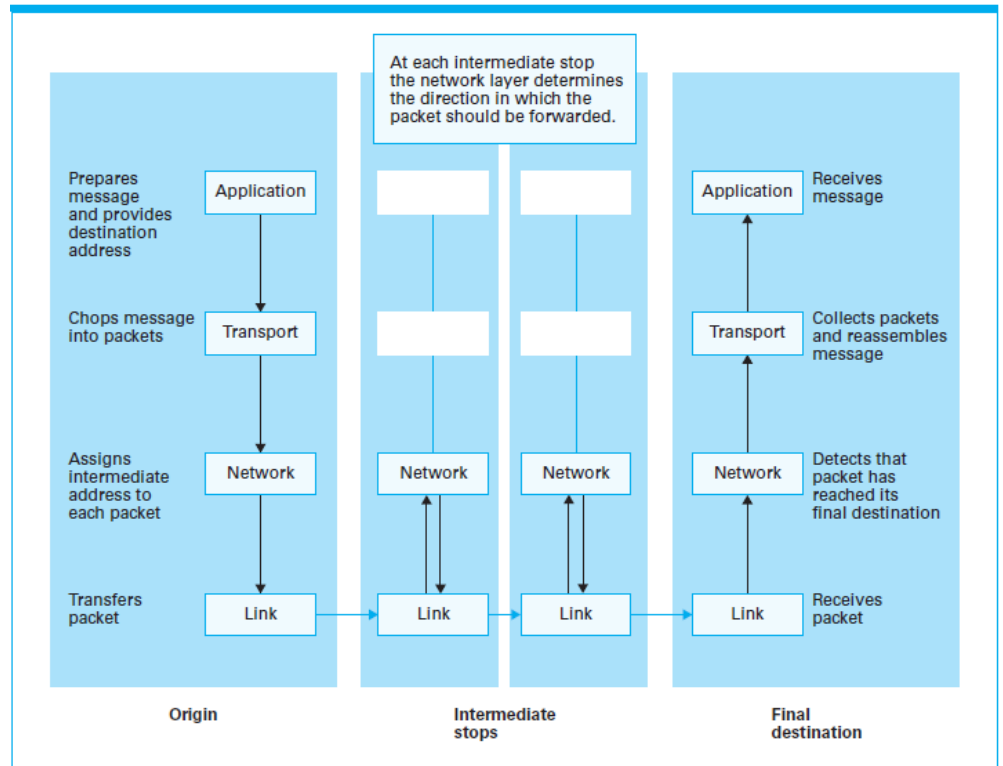 At each intermediate stop
the network layer determines
the direction in which the
packet should be forwarded.
Prepares
message
and provides
destination
address
Application
Application
Receives
message
Chops message
into packets
Transport
Transport
Collects packets
and reassembles
message
Assigns
intermediate
address to
each packet
Network
Network
Network
Network
Detects that
packet has
reached its
final destination
Transfers
packet
Link
Link
Link
Link
Receives
packet
Origin
Intermediate
stops
Final
destination